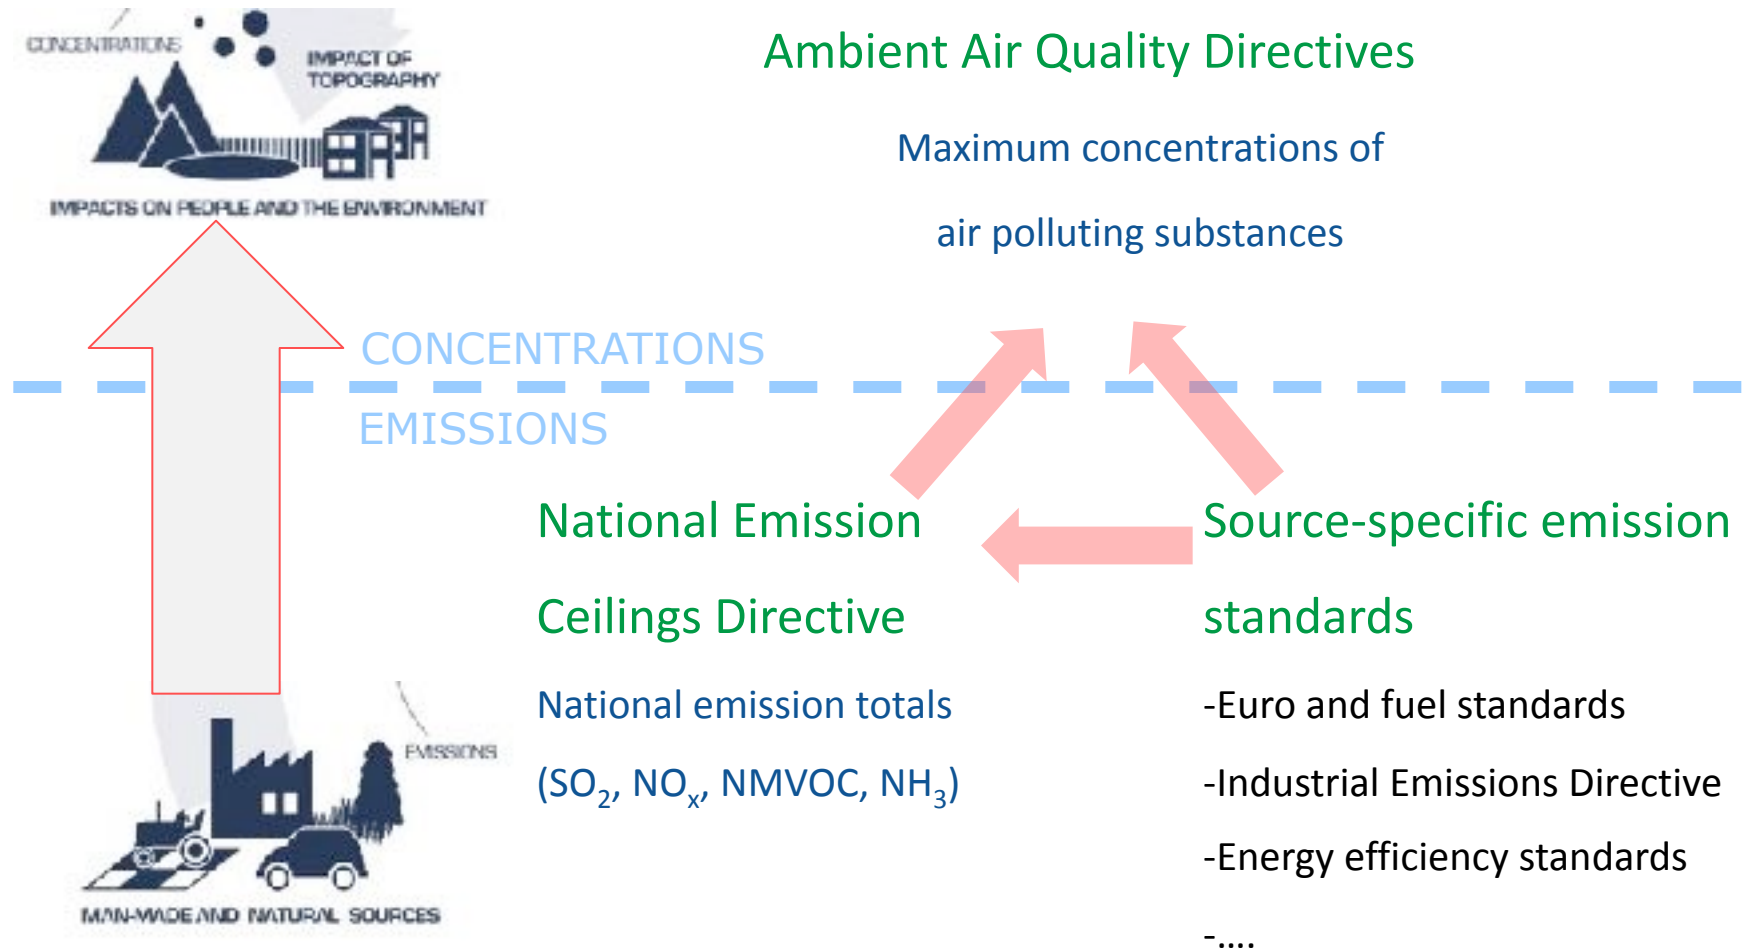 CONCENTRATIONS
IMPACT OF
TOPOGRAPHY
IMPACTS ON PEOPLE AND THE ENVIRONMENT
Ambient Air Quality Directives
Maximum concentrations of
air polluting substances
CONCENTRATIONS
EMISSIONS
National Emission
Ceilings Directive
National emission totals
(SO₂, NOₓ, NMVOC, NH₃)
Source-specific emission
standards
-Euro and fuel standards
-Industrial Emissions Directive
-Energy efficiency standards
-....
EMISSIONS
MAN-MADE AND NATURAL SOURCES